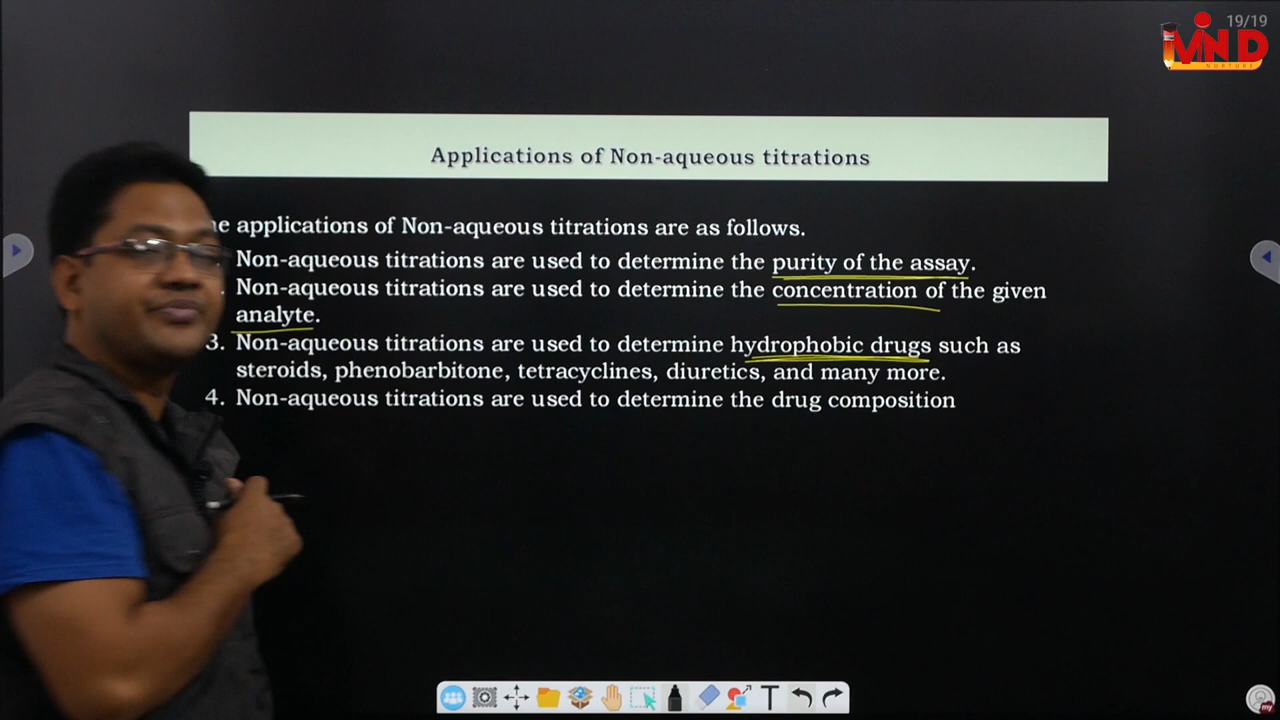 19/19
MIND
NURTURE
Applications of Non-aqueous titrations
applications of Non-aqueous titrations are as follows.
Non-aqueous titrations are used to determine the purity of the assay.
Non-aqueous titrations are used to determine the concentration of the given
analyte.
3. Non-aqueous titrations are used to determine hydrophobic drugs such as
steroids, phenobarbitone, tetracyclines, diuretics, and many more.
4. Non-aqueous titrations are used to determine the drug composition
T
my